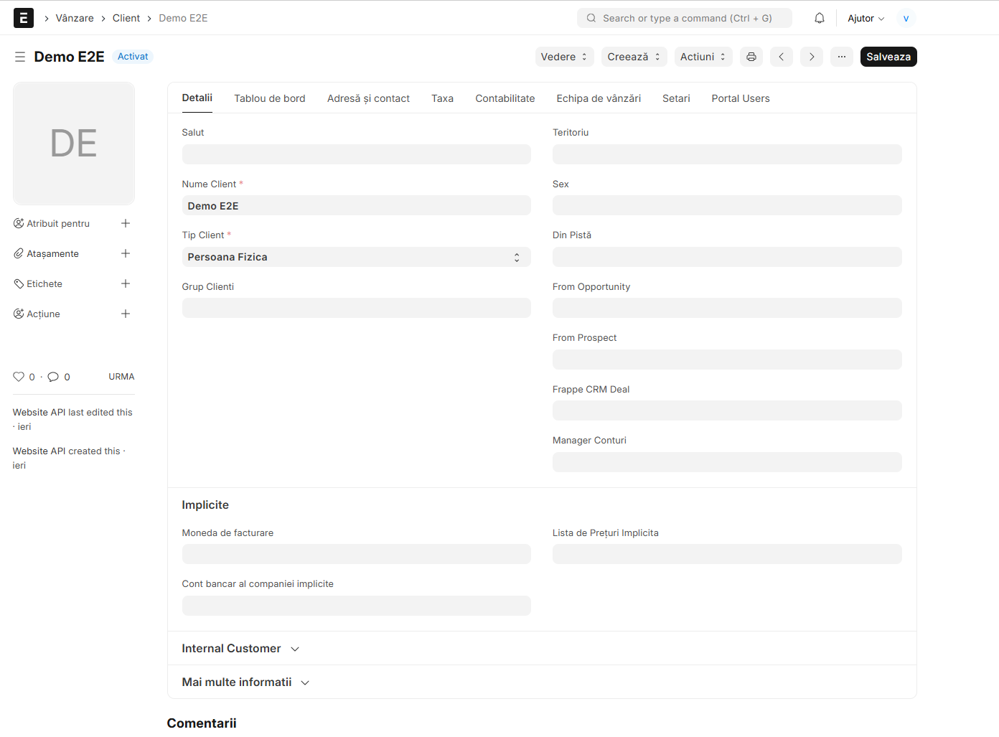 E
Vânzare
Client
Demo E2E
Search or type a command (Ctrl + G)
Ajutor
v
Demo E2E
Activat
Vedere
Creează
Acțiuni
···
Salveaza
DE
Atribuit pentru
Atașamente
Etichete
Acțiune
0 · 0
URMA
Website API last edited this
· ieri
Website API created this ·
ieri
Detalii
Tablou de bord
Adresă și contact
Taxa
Contabilitate
Echipa de vânzări
Setari
Portal Users
Salut
Teritoriu
Nume Client *
Demo E2E
Sex
Tip Client *
Persoana Fizica
Din Pistă
Grup Clienti
From Opportunity
From Prospect
Frappe CRM Deal
Manager Conturi
Implicite
Moneda de facturare
Lista de Prețuri Implicita
Cont bancar al companiei implicite
Internal Customer
Mai multe informatii
Comentarii